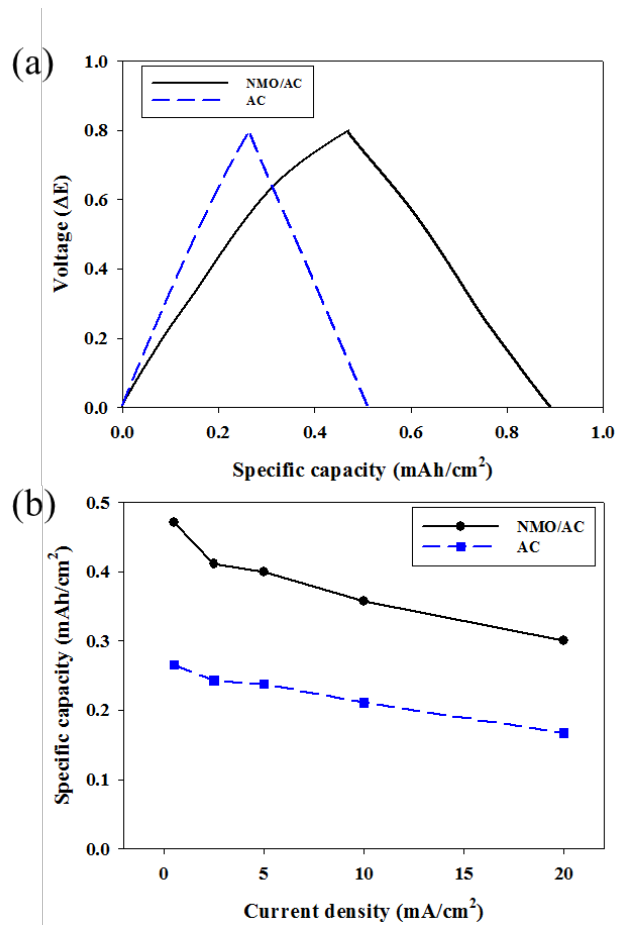 (a)
1.0
0.8
0.6
0.4
0.2
0.0
Voltage (ΔE)
NMO/AC
AC
0.0 0.2 0.4 0.6 0.8 1.0
Specific capacity (mAh/cm²)
(b)
0.5
0.4
0.3
0.2
0.1
0.0
Specific capacity (mAh/cm²)
NMO/AC
AC
0 5 10 15 20
Current density (mA/cm²)